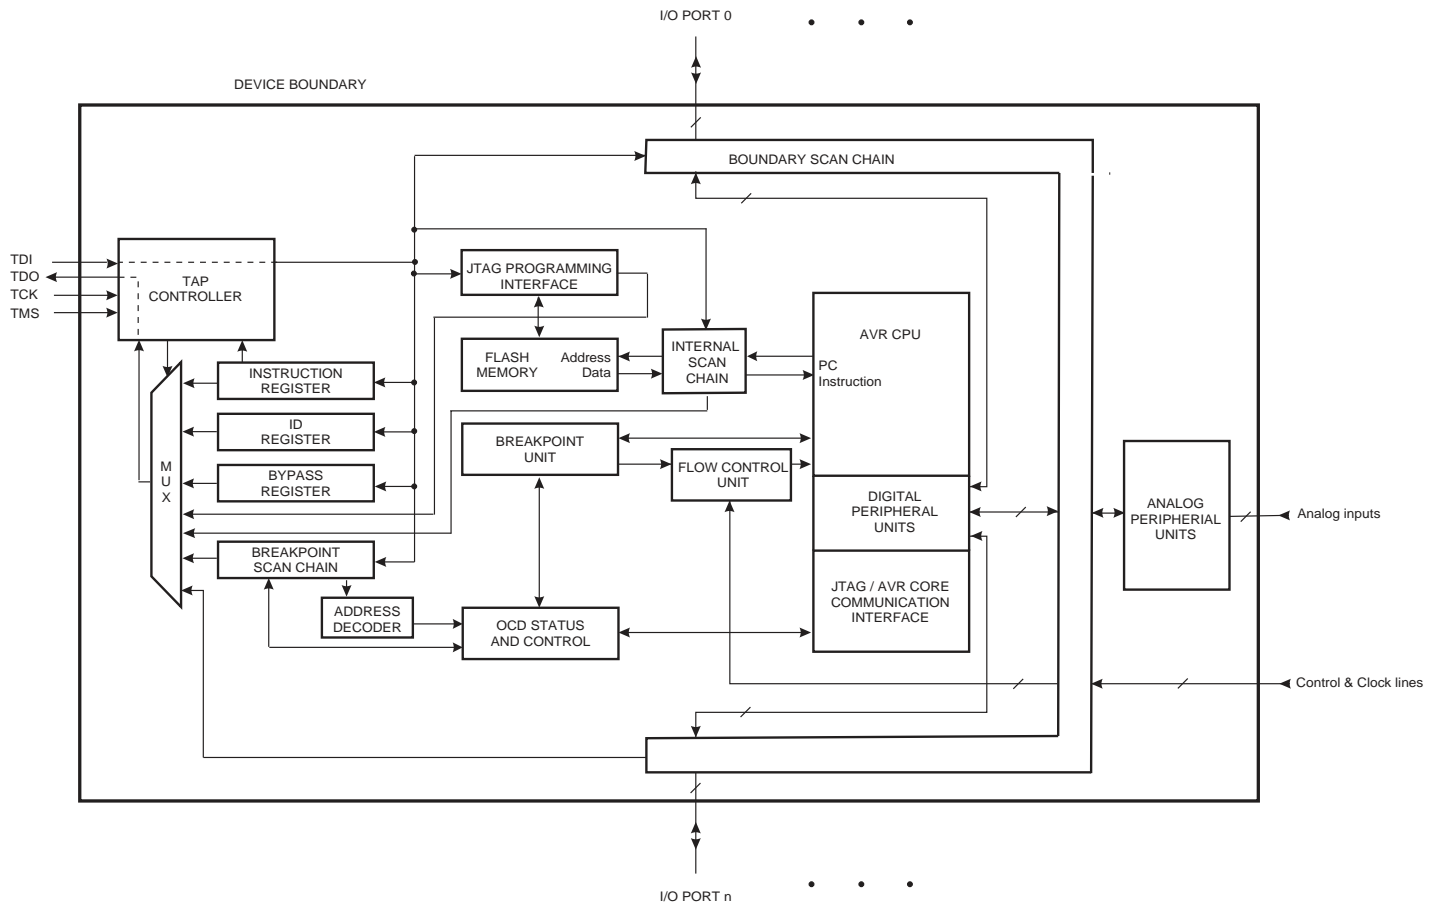 I/O PORT 0
DEVICE BOUNDARY
BOUNDARY SCAN CHAIN
TDI
TDO
TCK
TMS
TAP
CONTROLLER
JTAG PROGRAMMING
INTERFACE
FLASH
MEMORY
Address
Data
INTERNAL
SCAN
CHAIN
AVR CPU
PC
Instruction
INSTRUCTION
REGISTER
ID
REGISTER
BYPASS
REGISTER
M
U
X
BREAKPOINT
SCAN CHAIN
ADDRESS
DECODER
BREAKPOINT
UNIT
FLOW CONTROL
UNIT
OCD STATUS
AND CONTROL
DIGITAL
PERIPHERAL
UNITS
JTAG / AVR CORE
COMMUNICATION
INTERFACE
ANALOG
PERIPHERIAL
UNITS
Analog inputs
Control & Clock lines
I/O PORT n